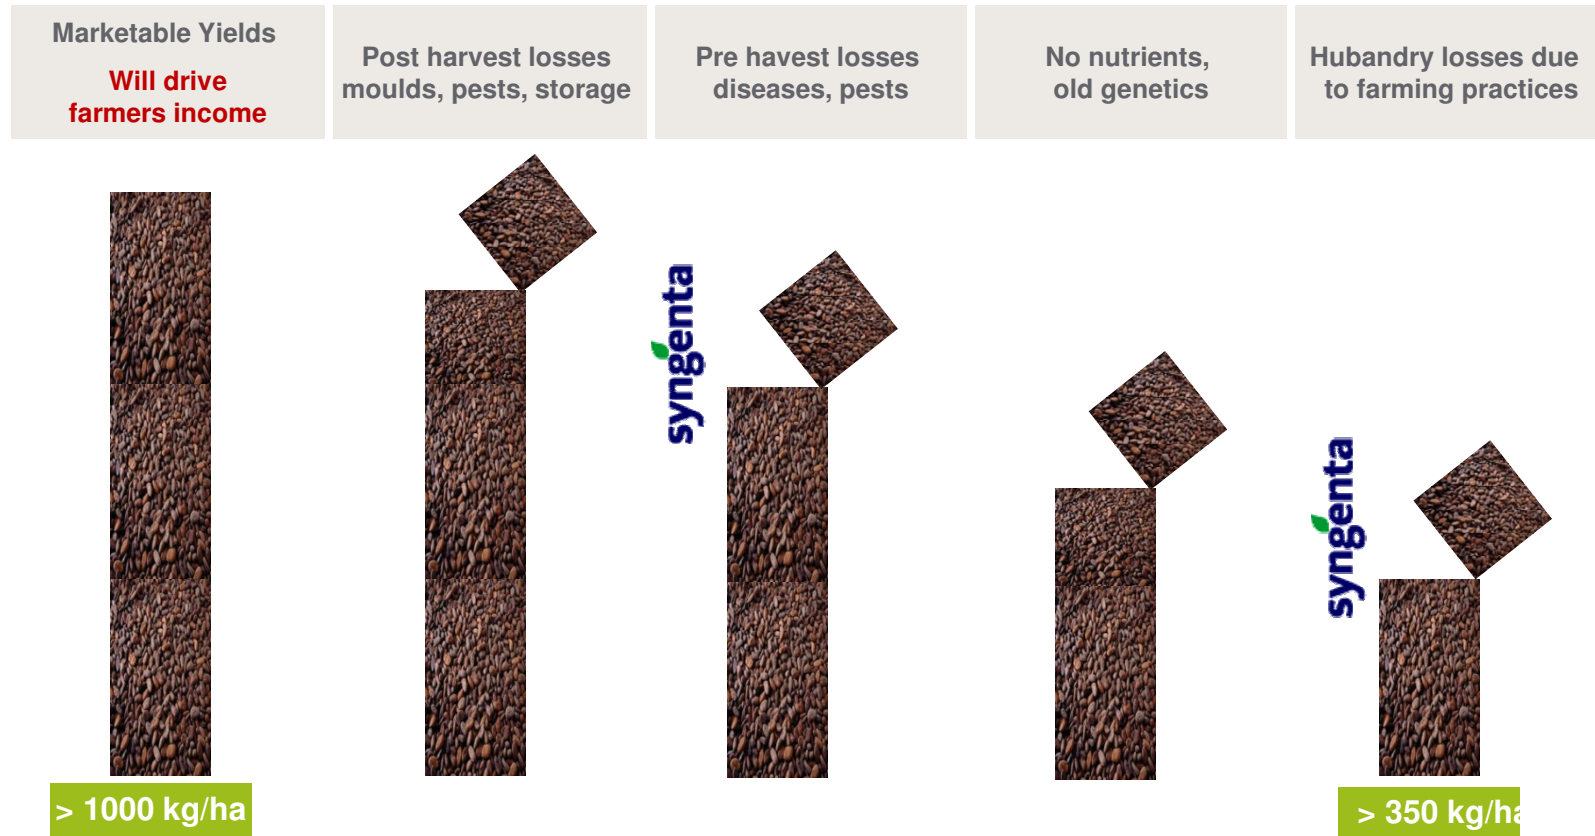 Marketable Yields
Will drive
farmers income
Post harvest losses
moulds, pests, storage
Pre havest losses
diseases, pests
No nutrients,
old genetics
Hubandry losses due
to farming practices
syngenta
syngenta
> 1000 kg/ha
> 350 kg/ha